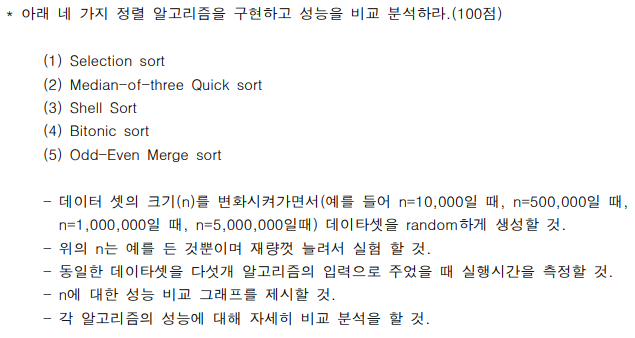 * 아래 네 가지 정렬 알고리즘을 구현하고 성능을 비교 분석하라.(100점)
(1) Selection sort
(2) Median-of-three Quick sort
(3) Shell Sort
(4) Bitonic sort
(5) Odd-Even Merge sort
- 데이터 셋의 크기(n)를 변화시켜가면서(예를 들어 n=10,000일 때, n=500,000일 때,
n=1,000,000일 때, n=5,000,000일때) 데이타셋을 random하게 생성할 것.
- 위의 n는 예를 든 것뿐이며 재량껏 늘려서 실험 할 것.
- 동일한 데이타셋을 다섯개 알고리즘의 입력으로 주었을 때 실행시간을 측정할 것.
- n에 대한 성능 비교 그래프를 제시할 것.
- 각 알고리즘의 성능에 대해 자세히 비교 분석을 할 것.